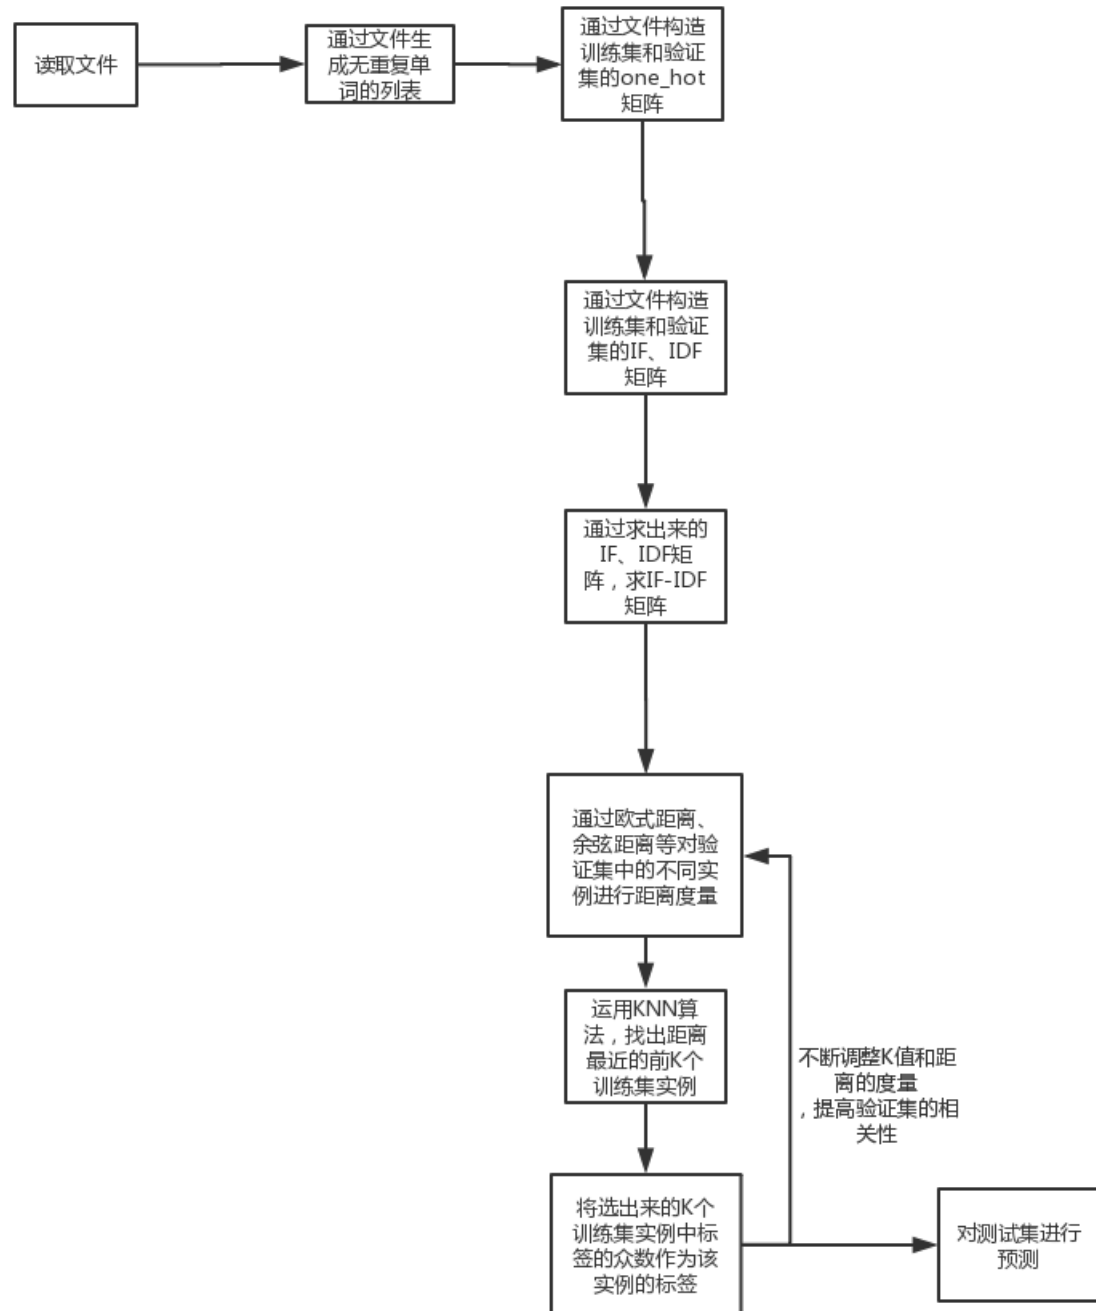 读取文件
通过文件生
成无重复单
词的列表
通过文件构造
训练集和验证
集的one_hot
矩阵
通过文件构造
训练集和验证
集的IF、IDF
矩阵
通过求出来的
IF、IDF矩
阵，求IF-IDF
矩阵
通过欧式距离、
余弦距离等对验
证集中的不同实
例进行距离度量
运用KNN算
法，找出距离
最近的前K个
训练集实例
不断调整K值和距
离的度量
，提高验证集的相
关性
将选出来的K个
训练集实例中标
签的众数作为该
实例的标签
对测试集进行
预测